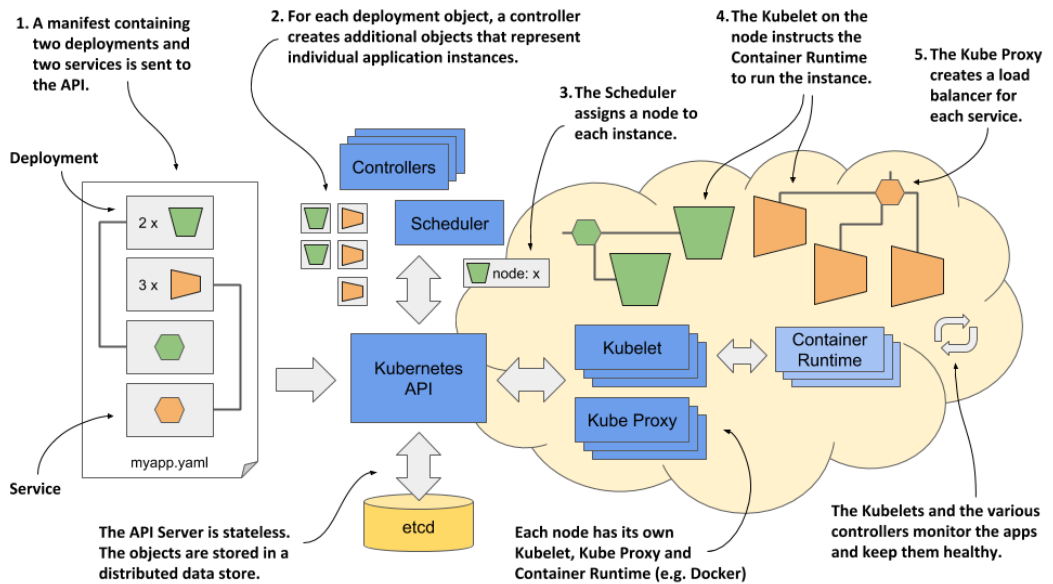 1. A manifest containing
two deployments and
two services is sent
to the API.
2. For each deployment object, a controller
creates additional objects that represent
individual application instances.
3. The Scheduler
assigns a node to
each instance.
4. The Kubelet on the
node instructs the
Container Runtime
to run the instance.
5. The Kube Proxy
creates a load
balancer for
each service.
Deployment
2 x
3 x
myapp.yaml
Service
Controllers
Scheduler
node: x
Kubernetes
API
Kubelet
Container
Runtime
Kube Proxy
etcd
The API Server is stateless.
The objects are stored in a
distributed data store.
Each node has its own
Kubelet, Kube Proxy and
Container Runtime (e.g. Docker)
The Kubelets and the various
controllers monitor the apps
and keep them healthy.